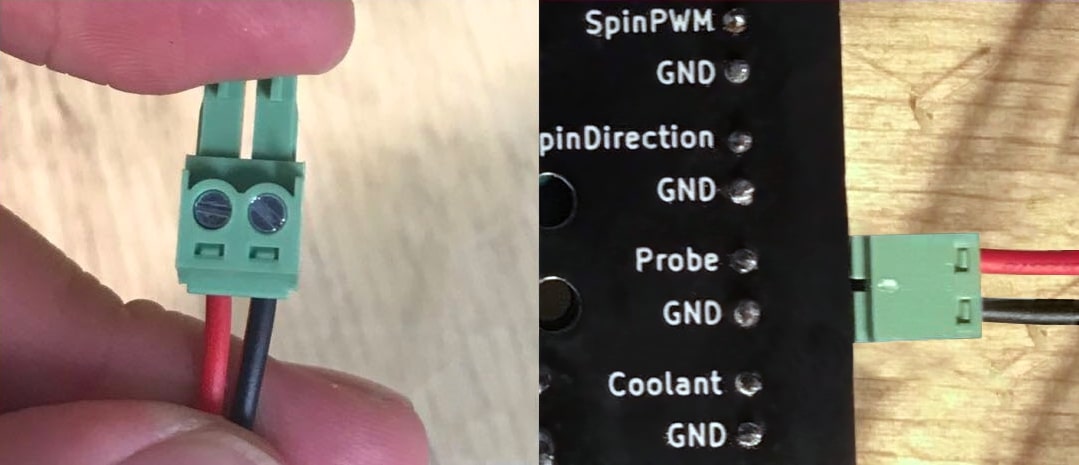 SpinPWM
GND
pinDirection
GND
Probe
GND
Coolant
GND